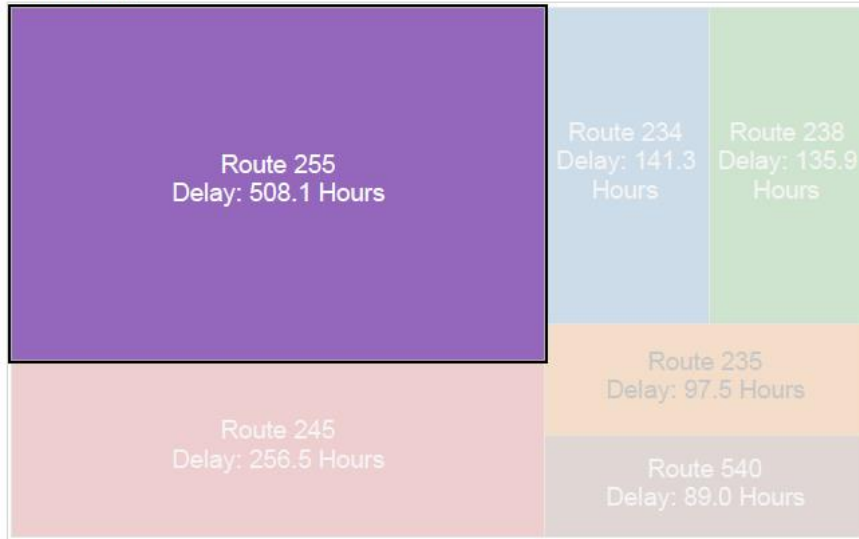 Route 255
Delay: 508.1 Hours
Route 234
Delay: 141.3
Hours
Route 238
Delay: 135.9
Hours
Route 245
Delay: 256.5 Hours
Route 235
Delay: 97.5 Hours
Route 540
Delay: 89.0 Hours